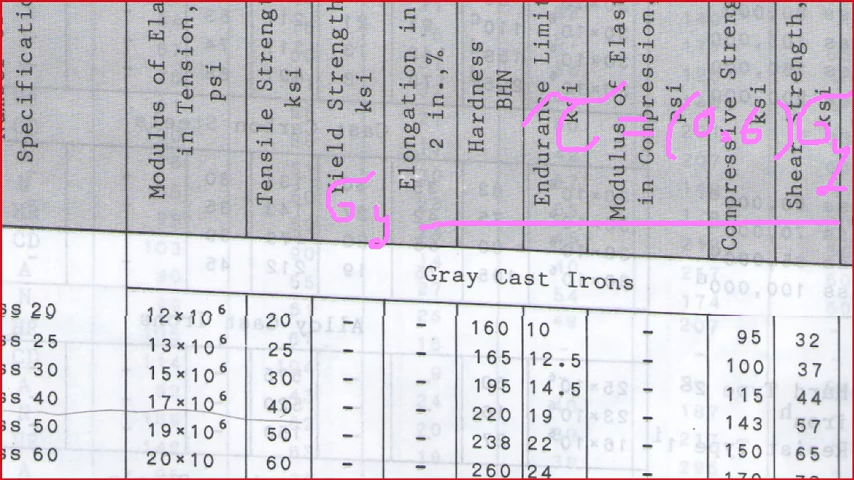 Specificatio
Modulus of Elas
in Tension,
psi
Tensile Strengt
ksi
Yield Strength
ksi
Elongation in
2 in.,%
Hardness
BHN
Endurance Limit
ksi
Modulus of Elast
in Compression,
psi
Compressive Streng
ksi
Shear Strength,
ksi
τ = (0.6) σy
σy
Gray Cast Irons
ss 20 12×10⁶ 20 - - 160 10 - 95 32
ss 25 13×10⁶ 25 - - 165 12.5 - 100 37
ss 30 15×10⁶ 30 - - 195 14.5 - 115 44
ss 40 17×10⁶ 40 - - 220 19 - 143 57
ss 50 19×10⁶ 50 - - 238 22 - 150 65
ss 60 20×10 60 - - 260 24 -